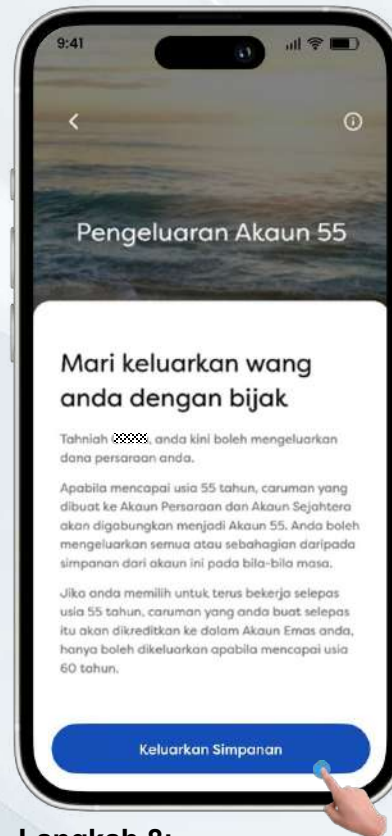 9:41
Pengeluaran Akaun 55
Mari keluarkan wang
anda dengan bijak
Tahniah , anda kini boleh mengeluarkan
dana persaraan anda.
Apabila mencapai usia 55 tahun, caruman yang
dibuat ke Akaun Persaraan dan Akaun Sejahtera
akan digabungkan menjadi Akaun 55. Anda boleh
mengeluarkan semua atau sebahagian daripada
simpanan dari akaun ini pada bila-bila masa.
Jika anda memilih untuk terus bekerja selepas
usia 55 tahun, caruman yang anda buat selepas
itu akan dikreditkan ke dalam Akaun Emas anda,
hanya boleh dikeluarkan apabila mencapai usia
60 tahun.
Keluarkan Simpanan